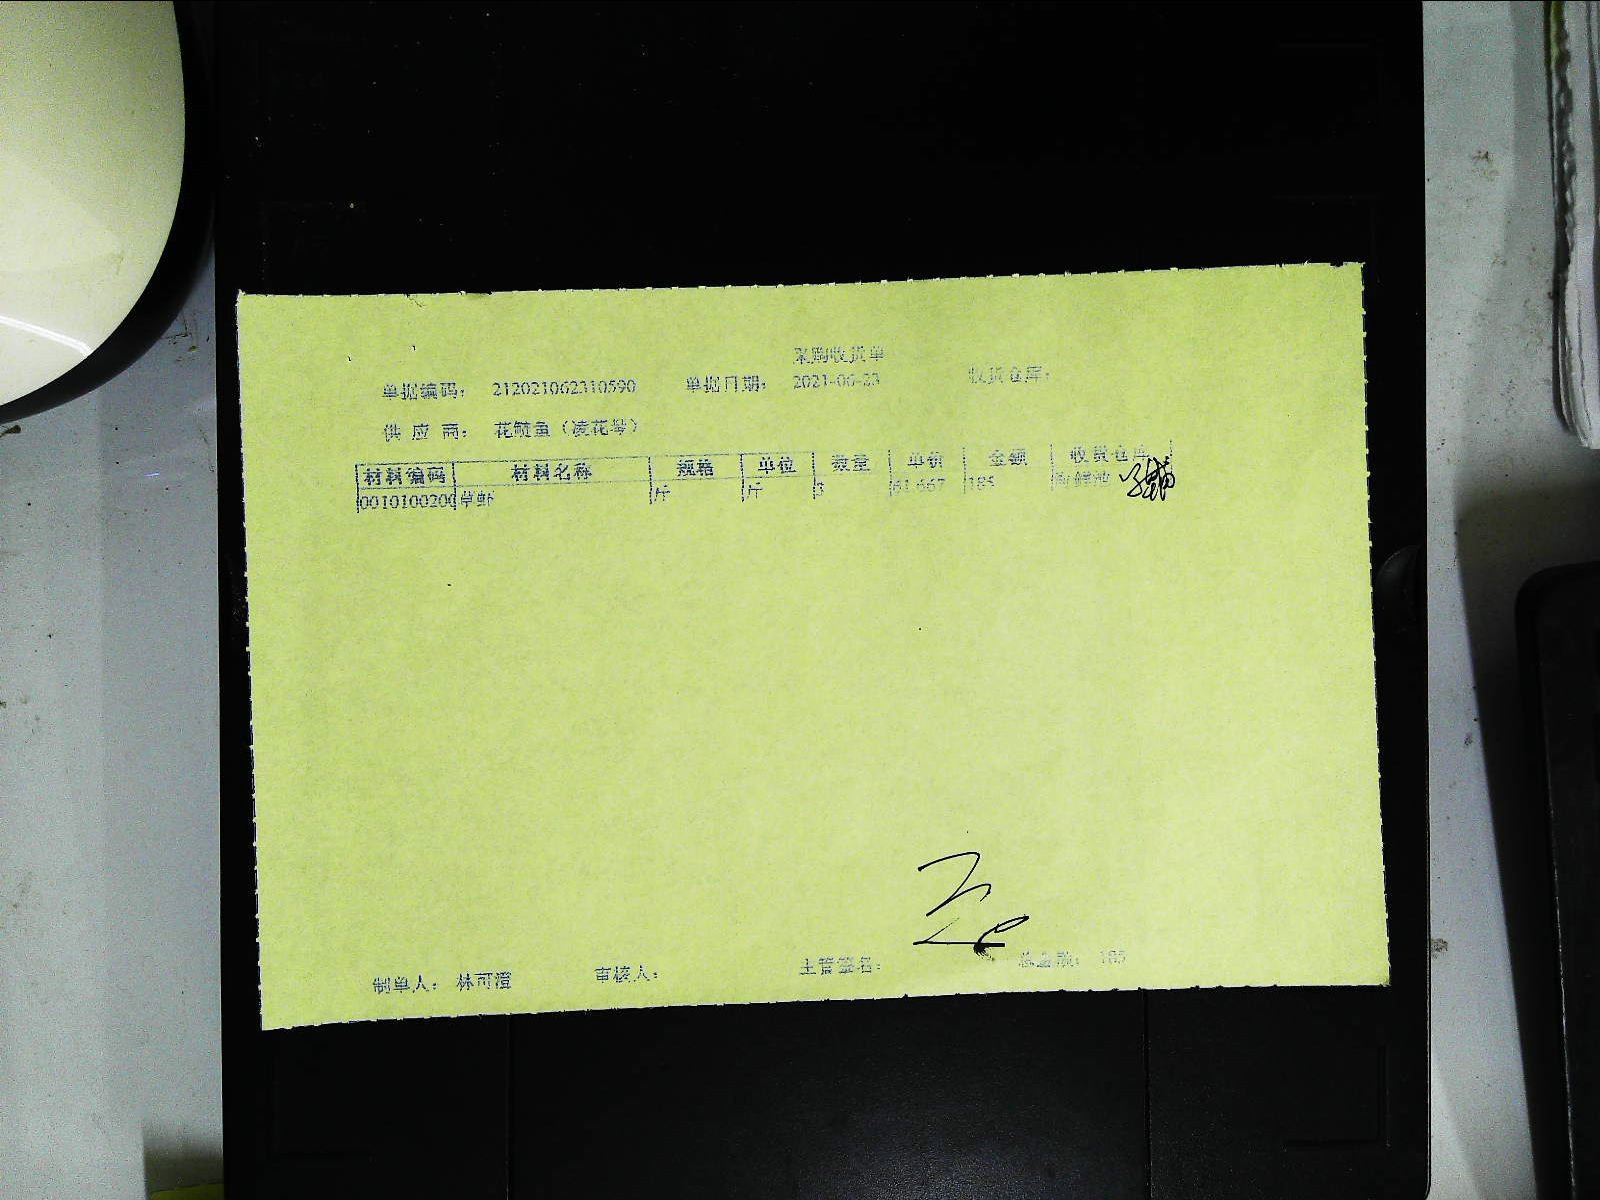 采购收货单
单据编码： 212021062310590 单据日期： 2021-06-23 收货仓库：
供 应 商： 花鲢鱼（凌花琴）
材料编码 材料名称 规格 单位 数量 单价 金额 收货仓库
0010100200 草虾 斤 斤 3 61.667 185 海鲜池
制单人： 林可澄 审核人： 主管签名： 总金额： 185